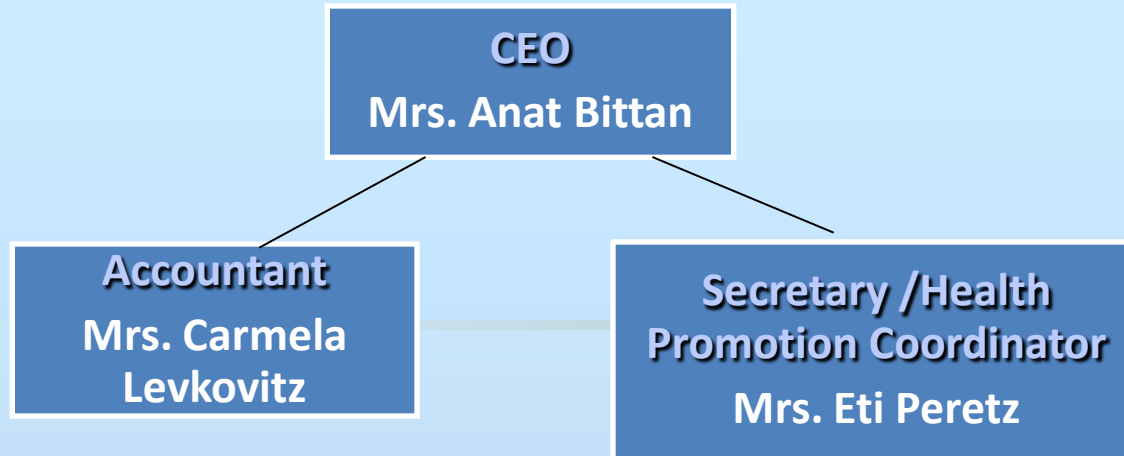 CEO
Mrs. Anat Bittan
Accountant
Mrs. Carmela
Levkovitz
Secretary /Health
Promotion Coordinator
Mrs. Eti Peretz